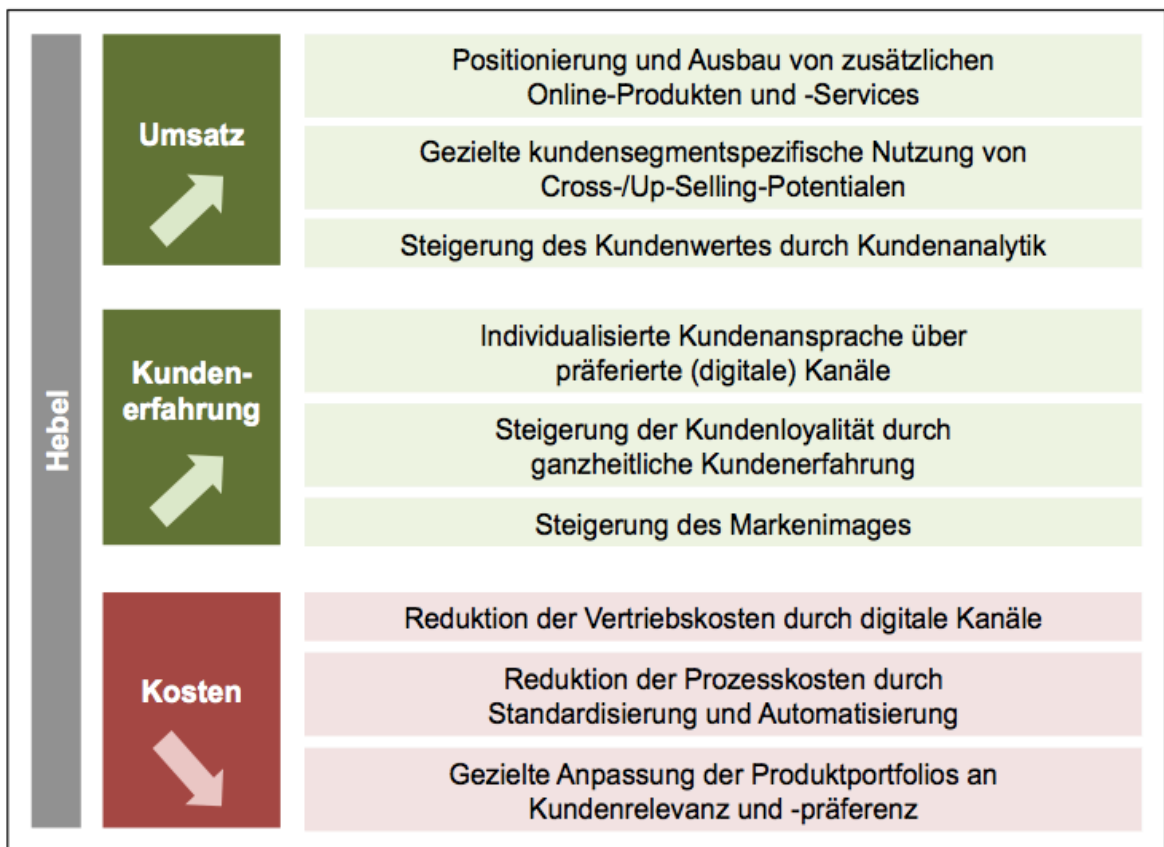 Hebel
Umsatz
Positionierung und Ausbau von zusätzlichen
Online-Produkten und -Services
Gezielte kundensegmentspezifische Nutzung von
Cross-/Up-Selling-Potentialen
Steigerung des Kundenwertes durch Kundenanalytik
Kunden-
erfahrung
Individualisierte Kundenansprache über
präferierte (digitale) Kanäle
Steigerung der Kundenloyalität durch
ganzheitliche Kundenerfahrung
Steigerung des Markenimages
Kosten
Reduktion der Vertriebskosten durch digitale Kanäle
Reduktion der Prozesskosten durch
Standardisierung und Automatisierung
Gezielte Anpassung der Produktportfolios an
Kundenrelevanz und -präferenz